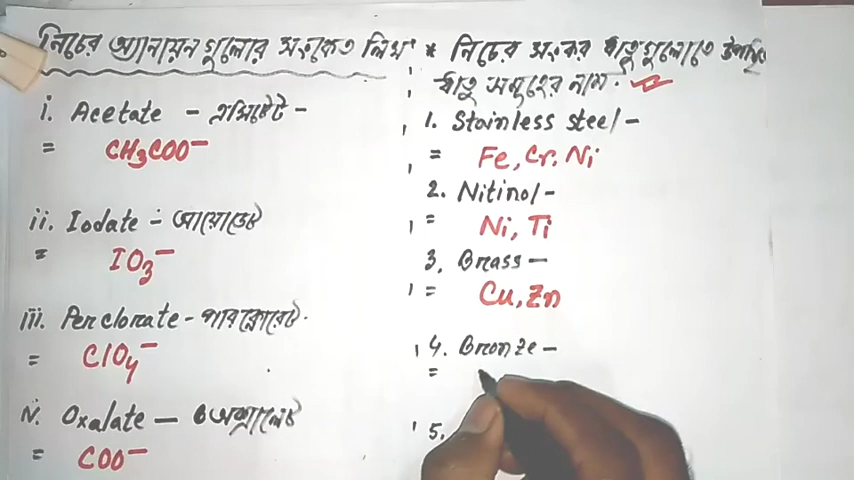 নিচের অ্যানায়ন গুলোর সংকেত লিখ
i. Acetate - এসিটেট -
= CH3COO-
ii. Iodate - আয়োডেট
= IO3-
iii. Perclorate - পারক্লোরেট.
= ClO4-
iv. Oxalate - অক্সালেট
= COO-
* নিচের সংকর ধাতুগুলোতে উপস্থিত
ধাতু সমূহের নাম.
1. Stainless steel -
= Fe, Cr, Ni
2. Nitinol -
= Ni, Ti
3. Brass -
= Cu, Zn
4. Bronze -
=
5.